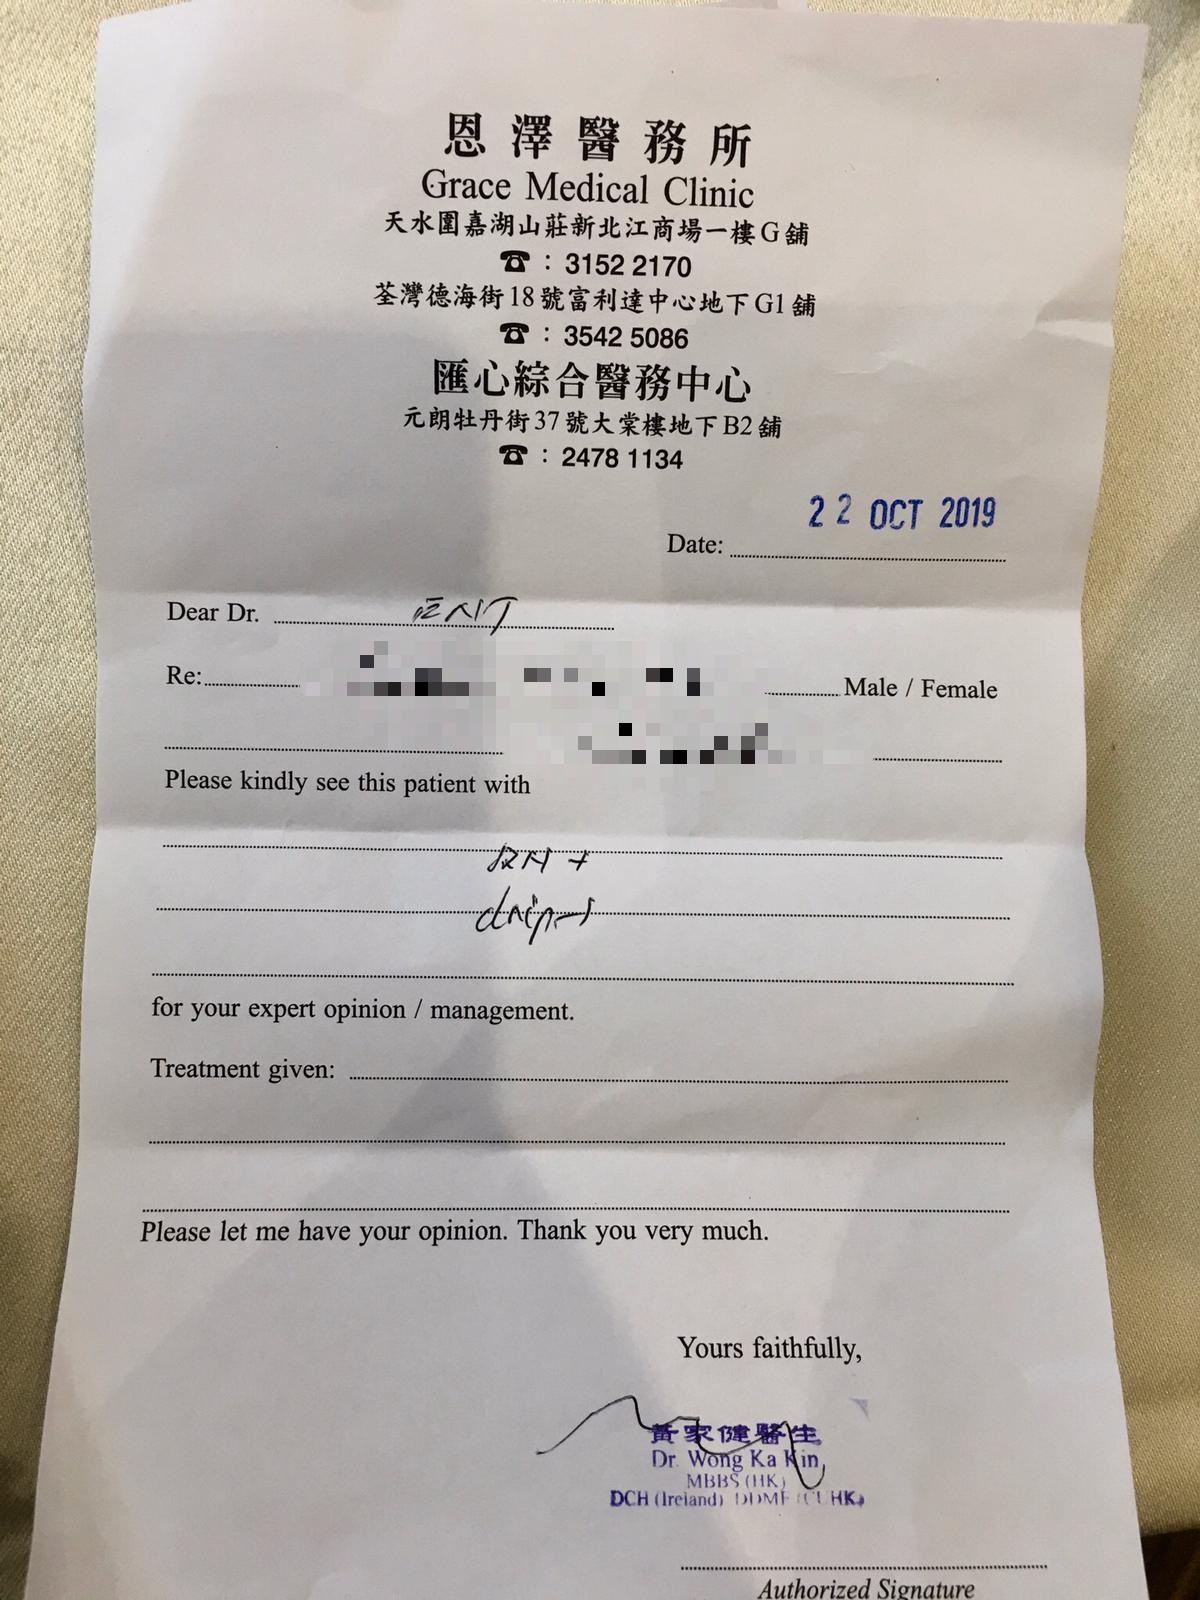 恩澤醫務所
Grace Medical Clinic
天水圍嘉湖山莊新北江商場一樓G舖
☎ : 3152 2170
荃灣德海街18號富利達中心地下G1舖
☎ : 3542 5086
匯心綜合醫務中心
元朗牡丹街37號大棠樓地下B2舖
☎ : 2478 1134
22 OCT 2019
Date:
Dear Dr. ENT
Re: Male / Female
Please kindly see this patient with
for your expert opinion / management.
Treatment given:
Please let me have your opinion. Thank you very much.
Yours faithfully,
黃家健醫生
Dr. Wong Ka Kin
MBBS (HK)
DCH (Ireland) DDME (CUHK)
Authorized Signature